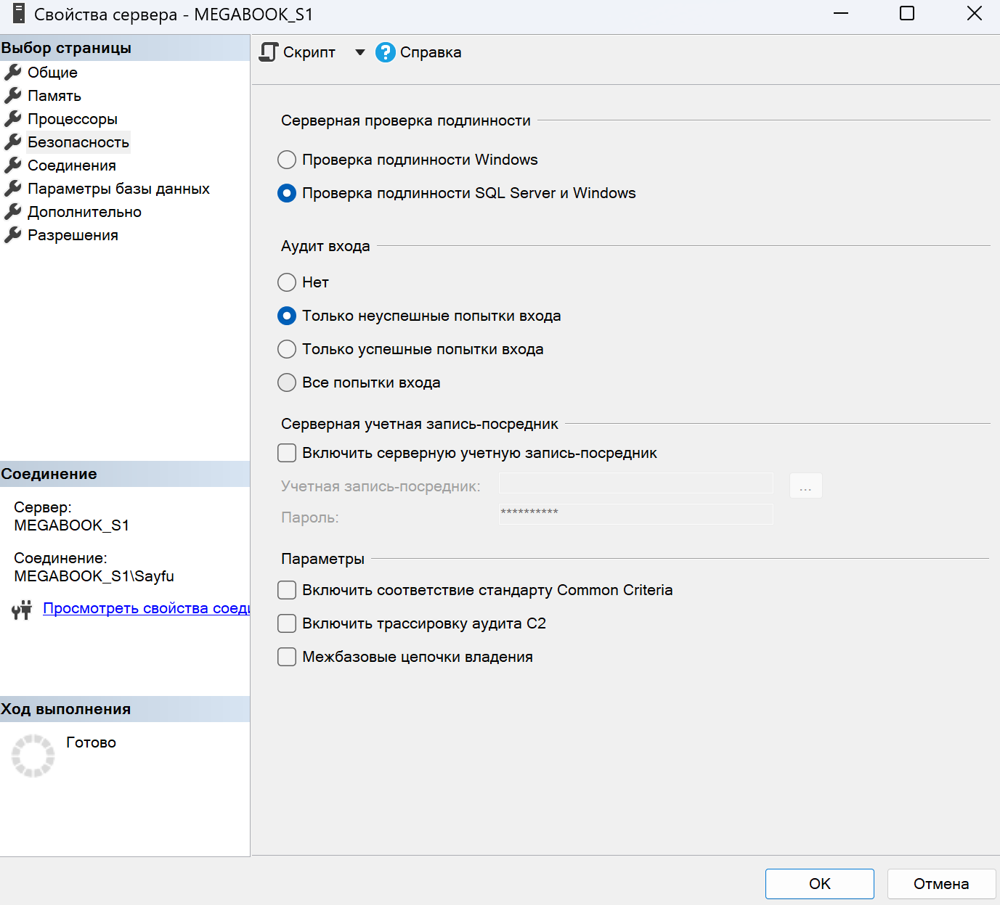 Свойства сервера - MEGABOOK_S1
Выбор страницы
Общие
Память
Процессоры
Безопасность
Соединения
Параметры базы данных
Дополнительно
Разрешения
Соединение
Сервер:
MEGABOOK_S1
Соединение:
MEGABOOK_S1\Sayfu
Просмотреть свойства соеди
Ход выполнения
Готово
Скрипт
Справка
Серверная проверка подлинности
Проверка подлинности Windows
Проверка подлинности SQL Server и Windows
Аудит входа
Нет
Только неуспешные попытки входа
Только успешные попытки входа
Все попытки входа
Серверная учетная запись-посредник
Включить серверную учетную запись-посредник
Учетная запись-посредник:
...
Пароль: **********
Параметры
Включить соответствие стандарту Common Criteria
Включить трассировку аудита C2
Межбазовые цепочки владения
ОК
Отмена